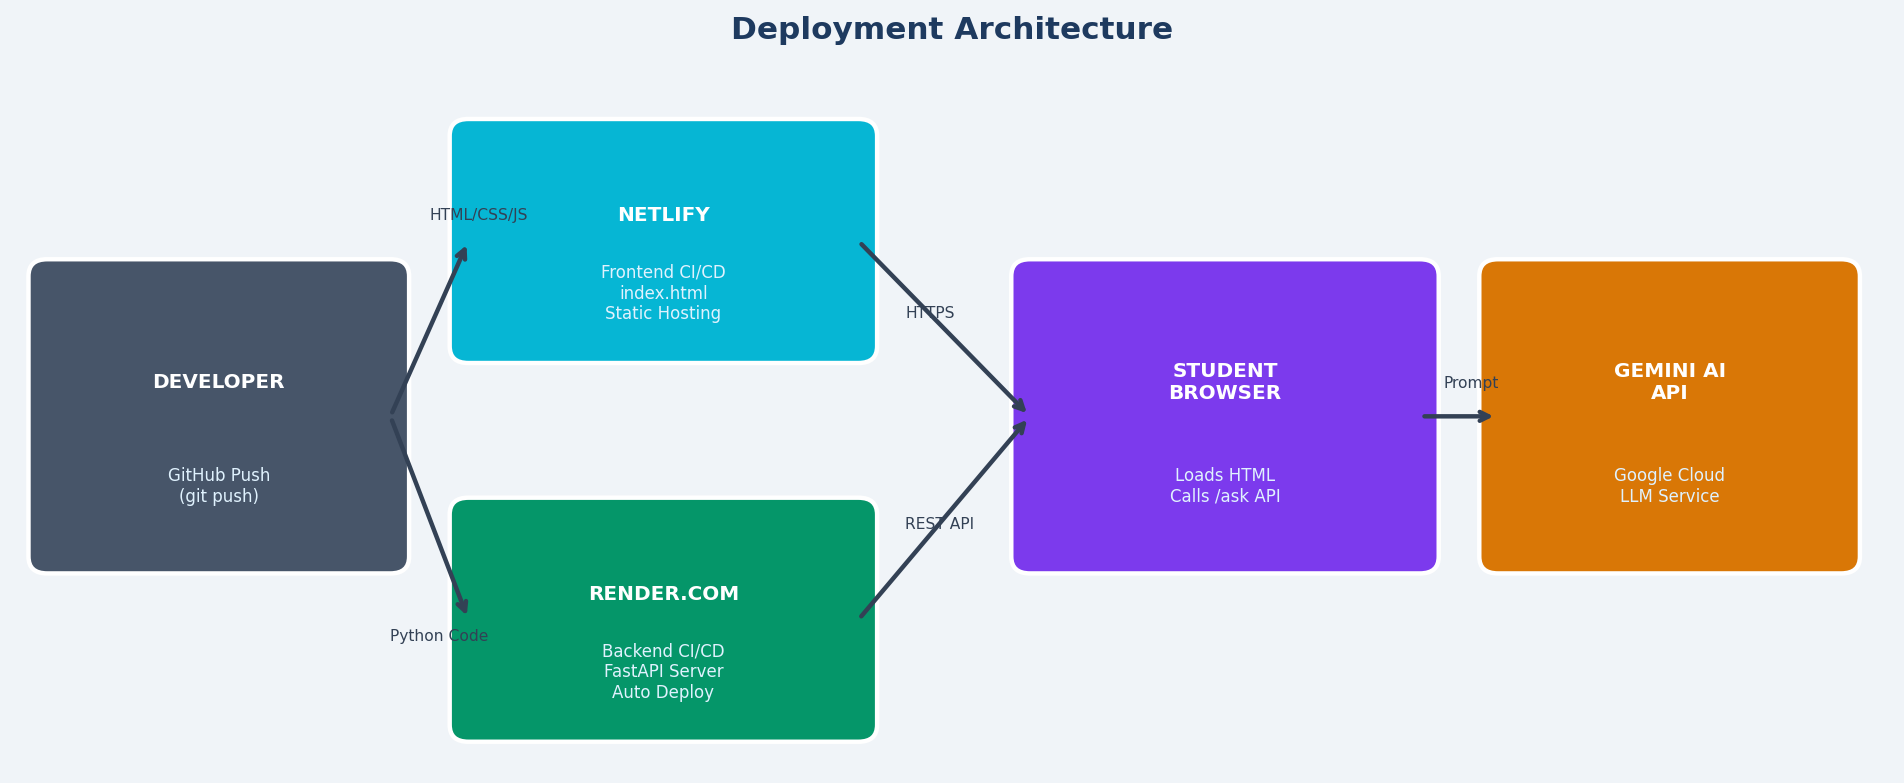 Deployment Architecture
DEVELOPER
GitHub Push
(git push)
HTML/CSS/JS
NETLIFY
Frontend CI/CD
index.html
Static Hosting
Python Code
RENDER.COM
Backend CI/CD
FastAPI Server
Auto Deploy
HTTPS
REST API
STUDENT
BROWSER
Loads HTML
Calls /ask API
Prompt
GEMINI AI
API
Google Cloud
LLM Service